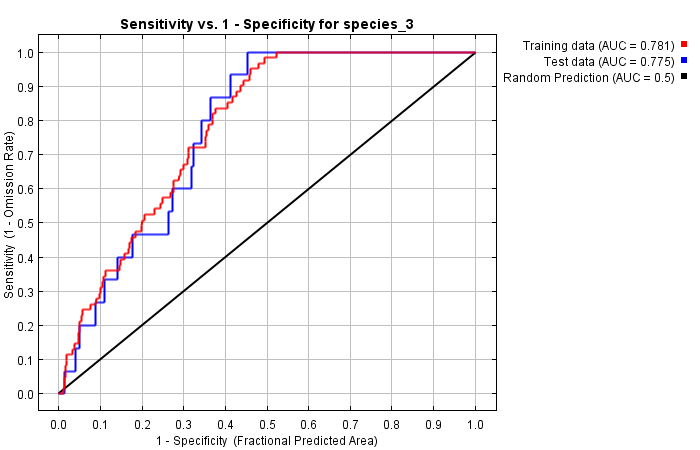 Sensitivity vs. 1 - Specificity for species_3
Training data (AUC = 0.781)
Test data (AUC = 0.775)
Random Prediction (AUC = 0.5)
Sensitivity (1 - Omission Rate)
1.0
0.9
0.8
0.7
0.6
0.5
0.4
0.3
0.2
0.1
0.0
0.0 0.1 0.2 0.3 0.4 0.5 0.6 0.7 0.8 0.9 1.0
1 - Specificity (Fractional Predicted Area)